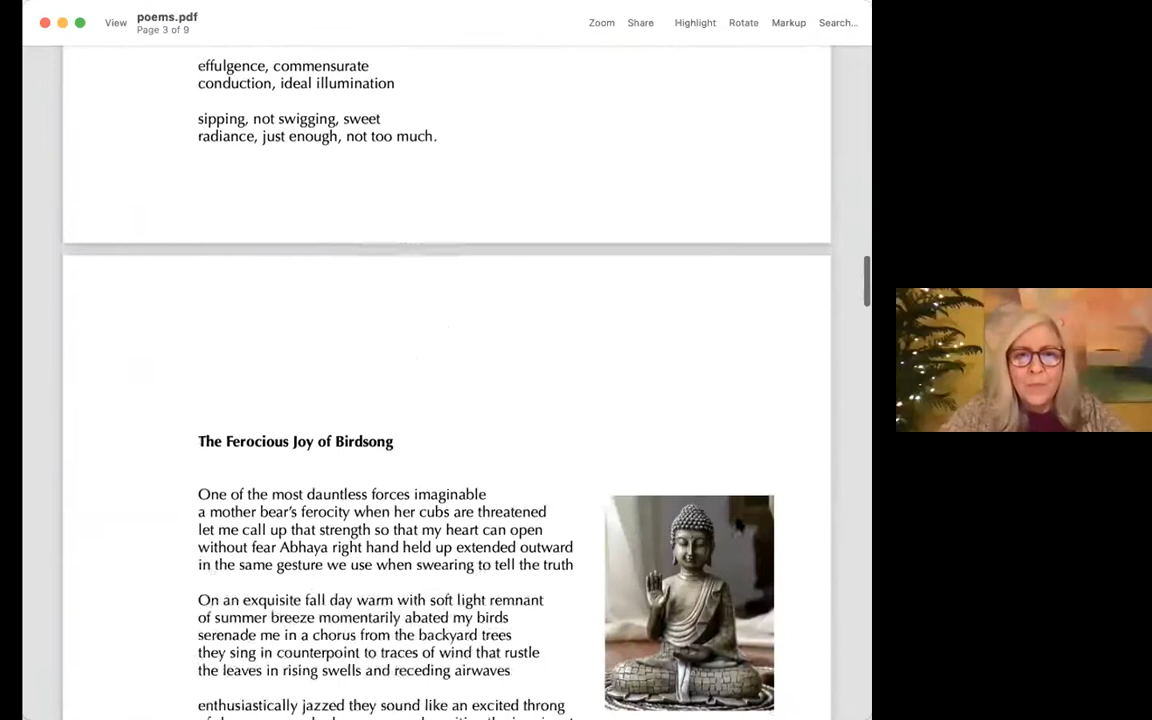 View
poems.pdf
Page 3 of 9
Zoom Share Highlight Rotate Markup Search...
effulgence, commensurate
conduction, ideal illumination
sipping, not swigging, sweet
radiance, just enough, not too much.
The Ferocious Joy of Birdsong
One of the most dauntless forces imaginable
a mother bear's ferocity when her cubs are threatened
let me call up that strength so that my heart can open
without fear Abhaya right hand held up extended outward
in the same gesture we use when swearing to tell the truth
On an exquisite fall day warm with soft light remnant
of summer breeze momentarily abated my birds
serenade me in a chorus from the backyard trees
they sing in counterpoint to traces of wind that rustle
the leaves in rising swells and receding airwaves
enthusiastically jazzed they sound like an excited throng